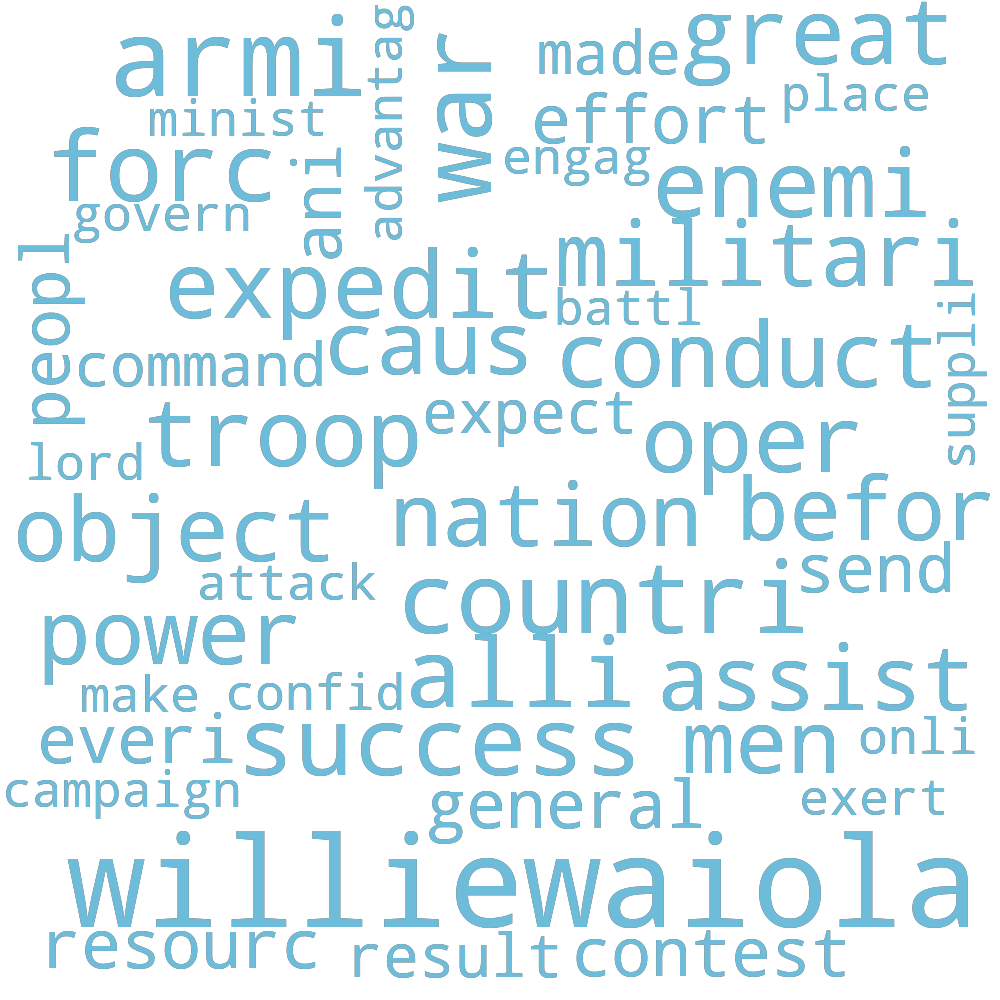 armi
war
made
great
minist
advantag
effort
place
forc
ani
engag
enemi
govern
peopl
expedit
militari
battl
suppli
command
caus
conduct
troop
expect
oper
lord
object
nation
befor
attack
countri
send
power
make
confid
alli
assist
everi
success
men
onli
campaign
general
exert
williewaiola
resourc
result
contest